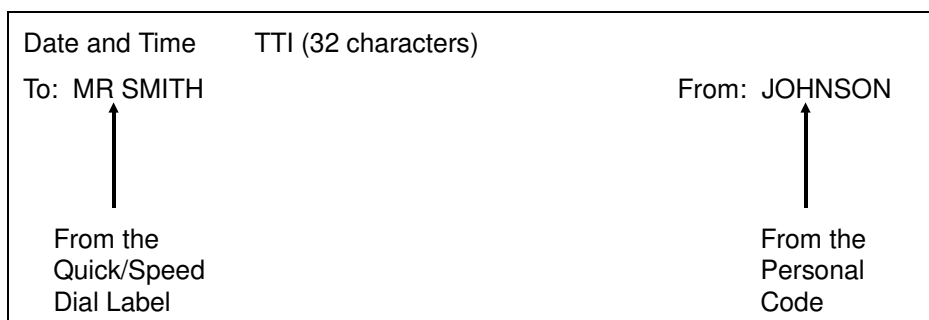 Date and Time TTI (32 characters)
To: MR SMITH From: JOHNSON
From the From the
Quick/Speed Personal
Dial Label Code